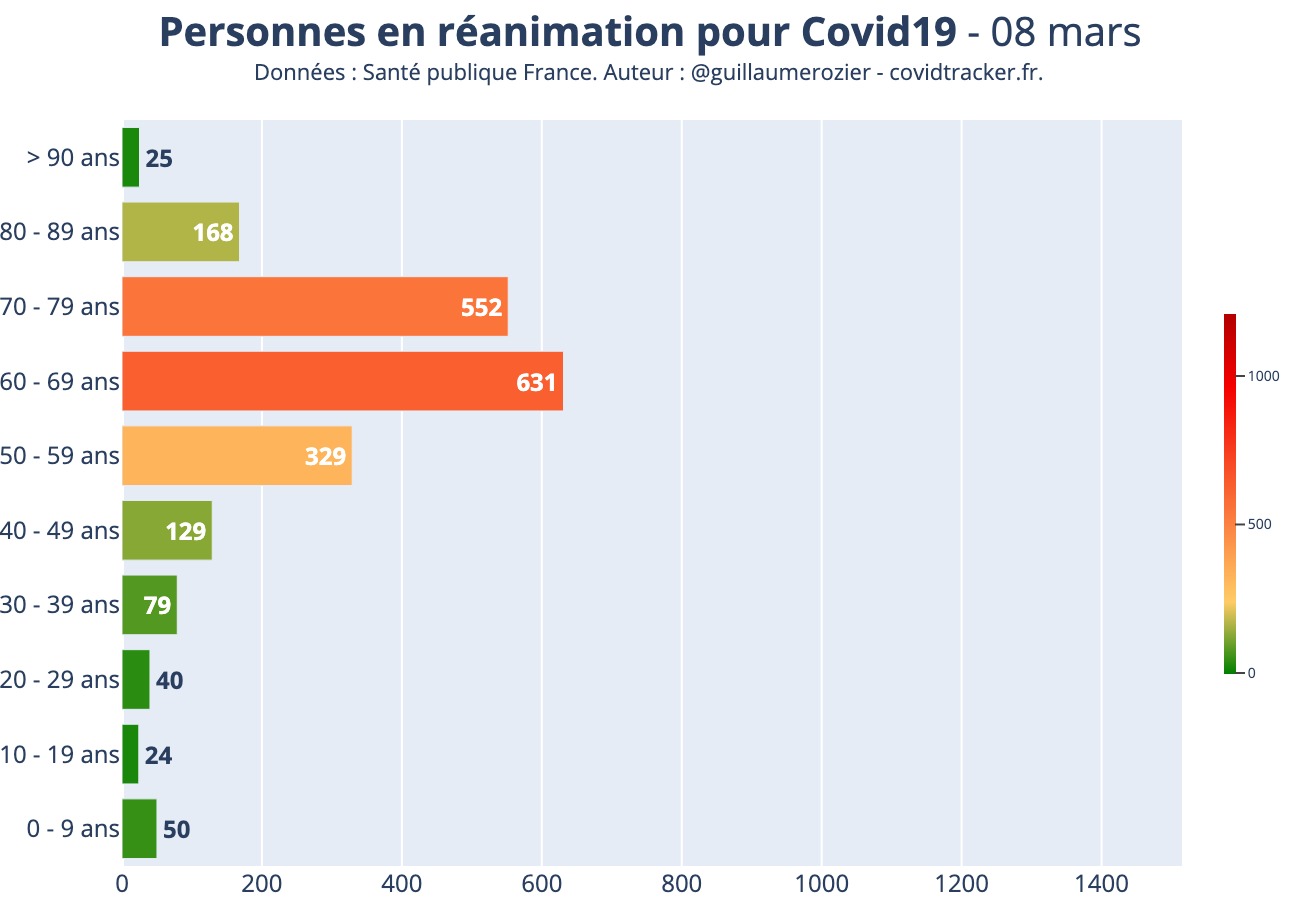 Personnes en réanimation pour Covid19 - 08 mars
Données : Santé publique France. Auteur : @guillaumerozier - covidtracker.fr.
> 90 ans 25
80 - 89 ans 168
70 - 79 ans 552
60 - 69 ans 631
50 - 59 ans 329
40 - 49 ans 129
30 - 39 ans 79
20 - 29 ans 40
10 - 19 ans 24
0 - 9 ans 50
0 200 400 600 800 1000 1200 1400
1000
500
0